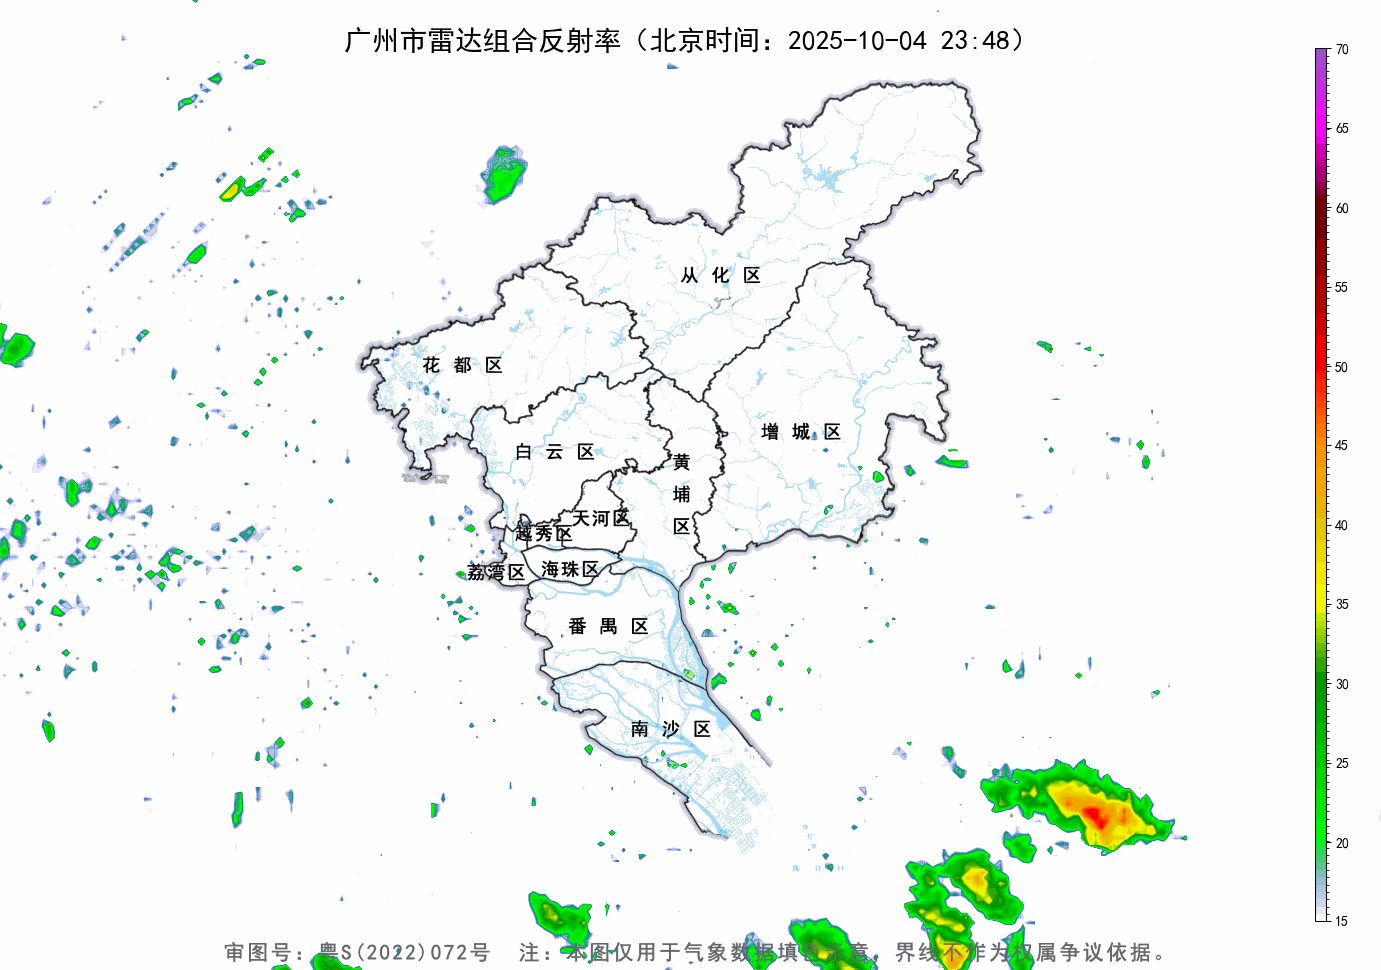 广州市雷达组合反射率（北京时间：2025-10-04 23:48）
70
65
60
55
50
45
40
35
30
25
20
15
从 化 区
花 都 区
增 城 区
白 云 区
黄
埔
区
天河区
越秀区
荔湾区
海珠区
番 禺 区
南 沙 区
审图号：粤S(2022)072号 注：本图仅用于气象数据填色示意，界线不作为权属争议依据。